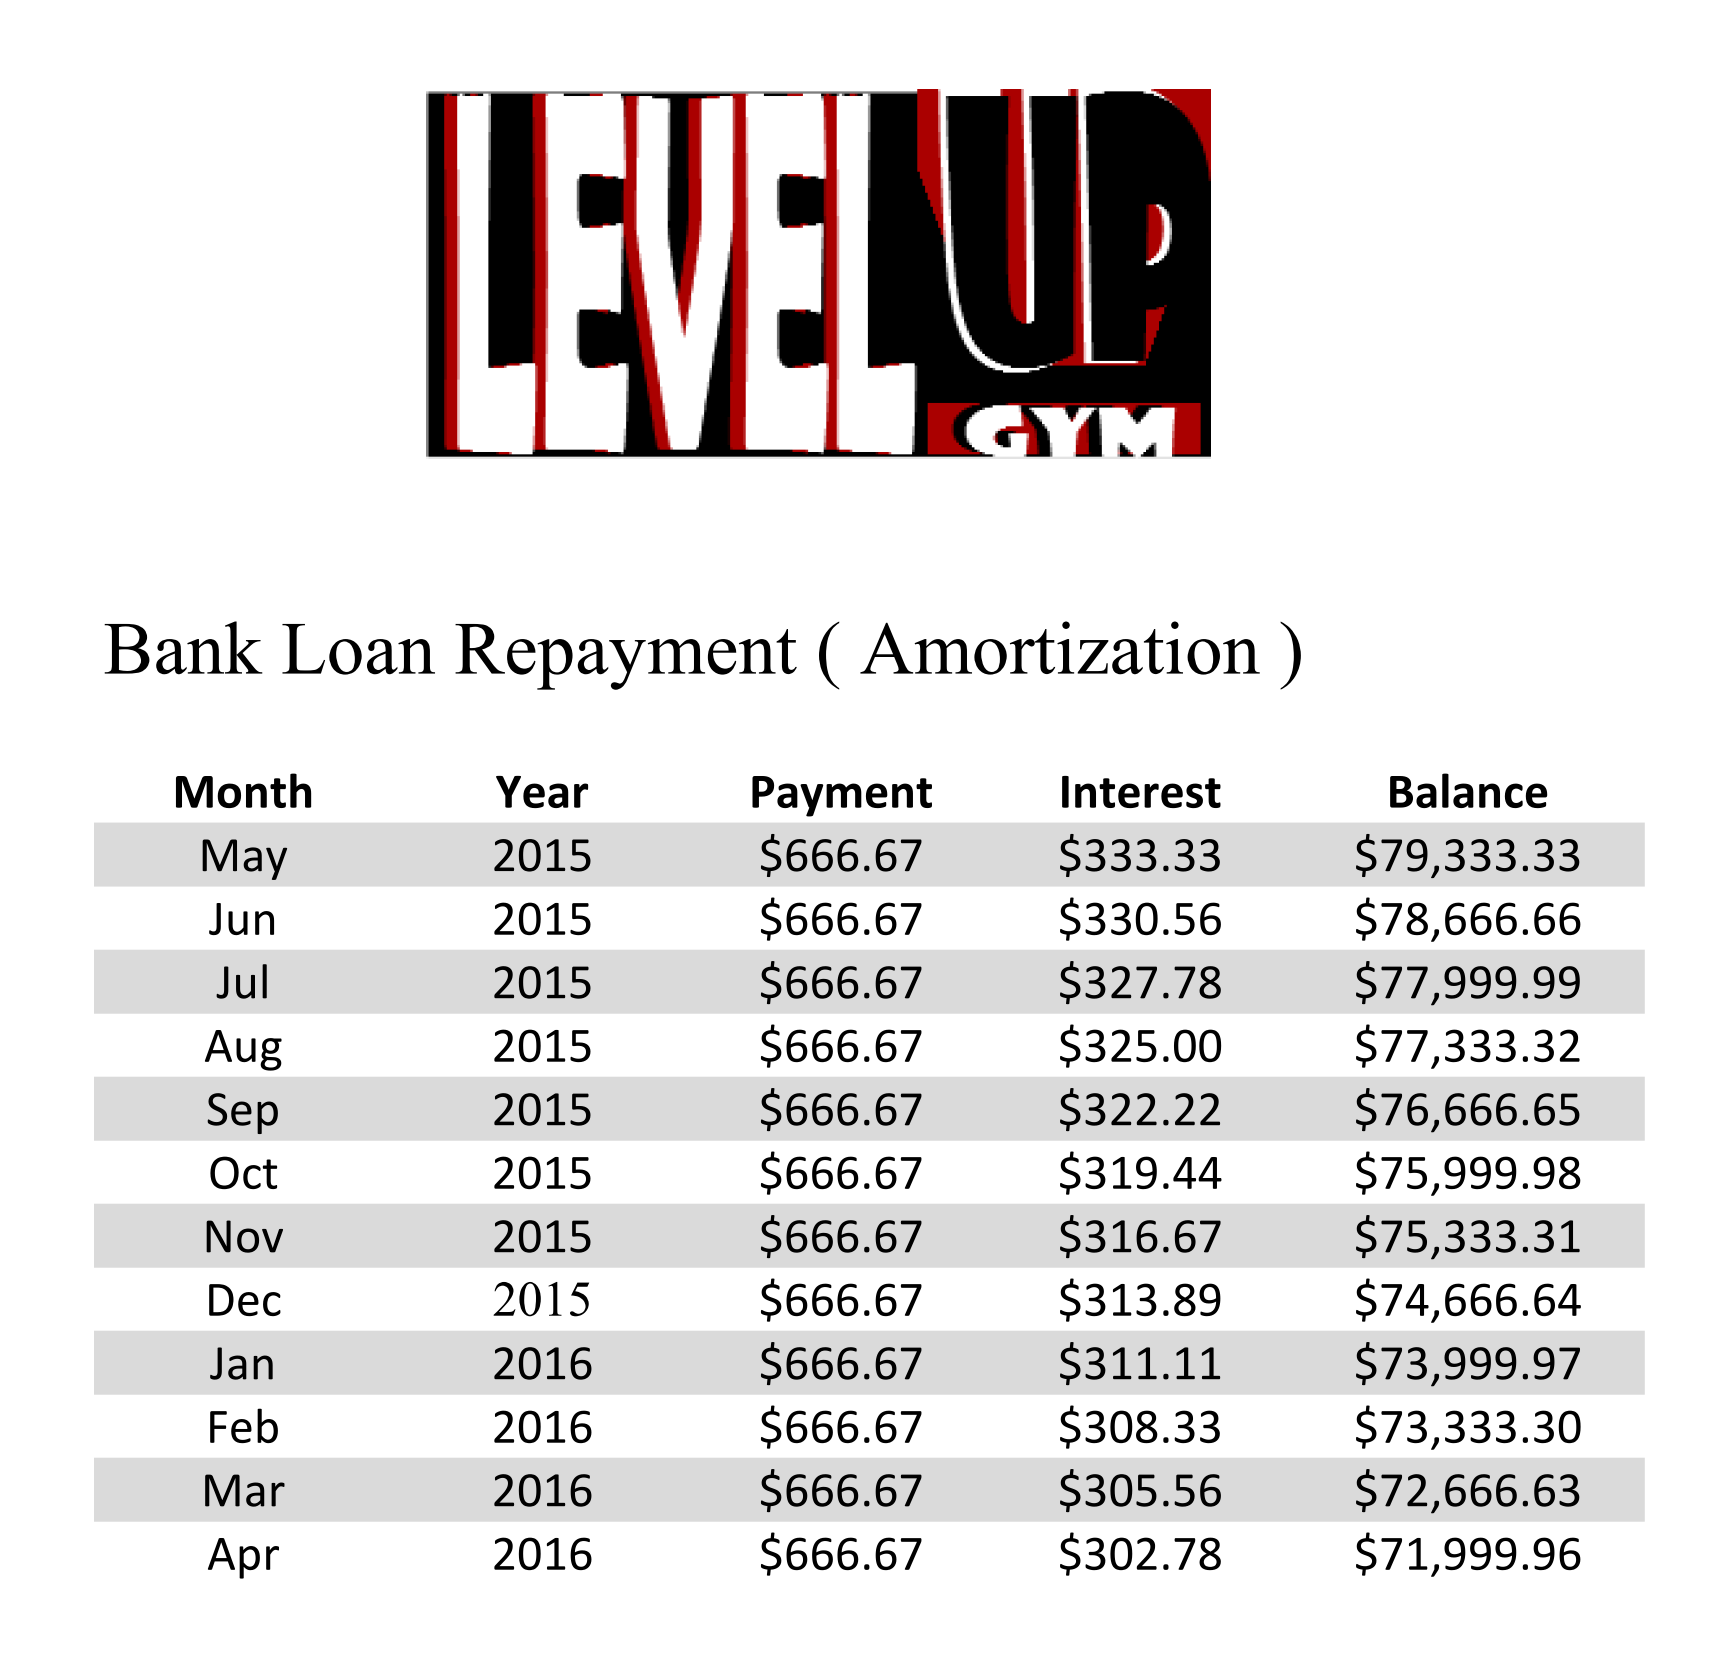 LEVEL UP
GYM
Bank Loan Repayment ( Amortization )
Month Year Payment Interest Balance
May 2015 $666.67 $333.33 $79,333.33
Jun 2015 $666.67 $330.56 $78,666.66
Jul 2015 $666.67 $327.78 $77,999.99
Aug 2015 $666.67 $325.00 $77,333.32
Sep 2015 $666.67 $322.22 $76,666.65
Oct 2015 $666.67 $319.44 $75,999.98
Nov 2015 $666.67 $316.67 $75,333.31
Dec 2015 $666.67 $313.89 $74,666.64
Jan 2016 $666.67 $311.11 $73,999.97
Feb 2016 $666.67 $308.33 $73,333.30
Mar 2016 $666.67 $305.56 $72,666.63
Apr 2016 $666.67 $302.78 $71,999.96